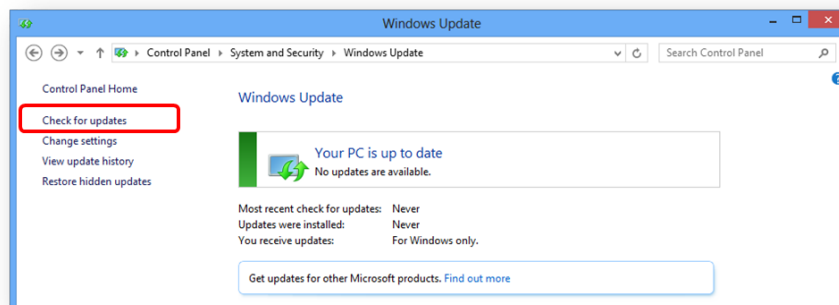 Windows Update
Control Panel System and Security Windows Update Search Control Panel
Control Panel Home
Check for updates
Change settings
View update history
Restore hidden updates
Windows Update
Your PC is up to date
No updates are available.
Most recent check for updates: Never
Updates were installed: Never
You receive updates: For Windows only.
Get updates for other Microsoft products. Find out more